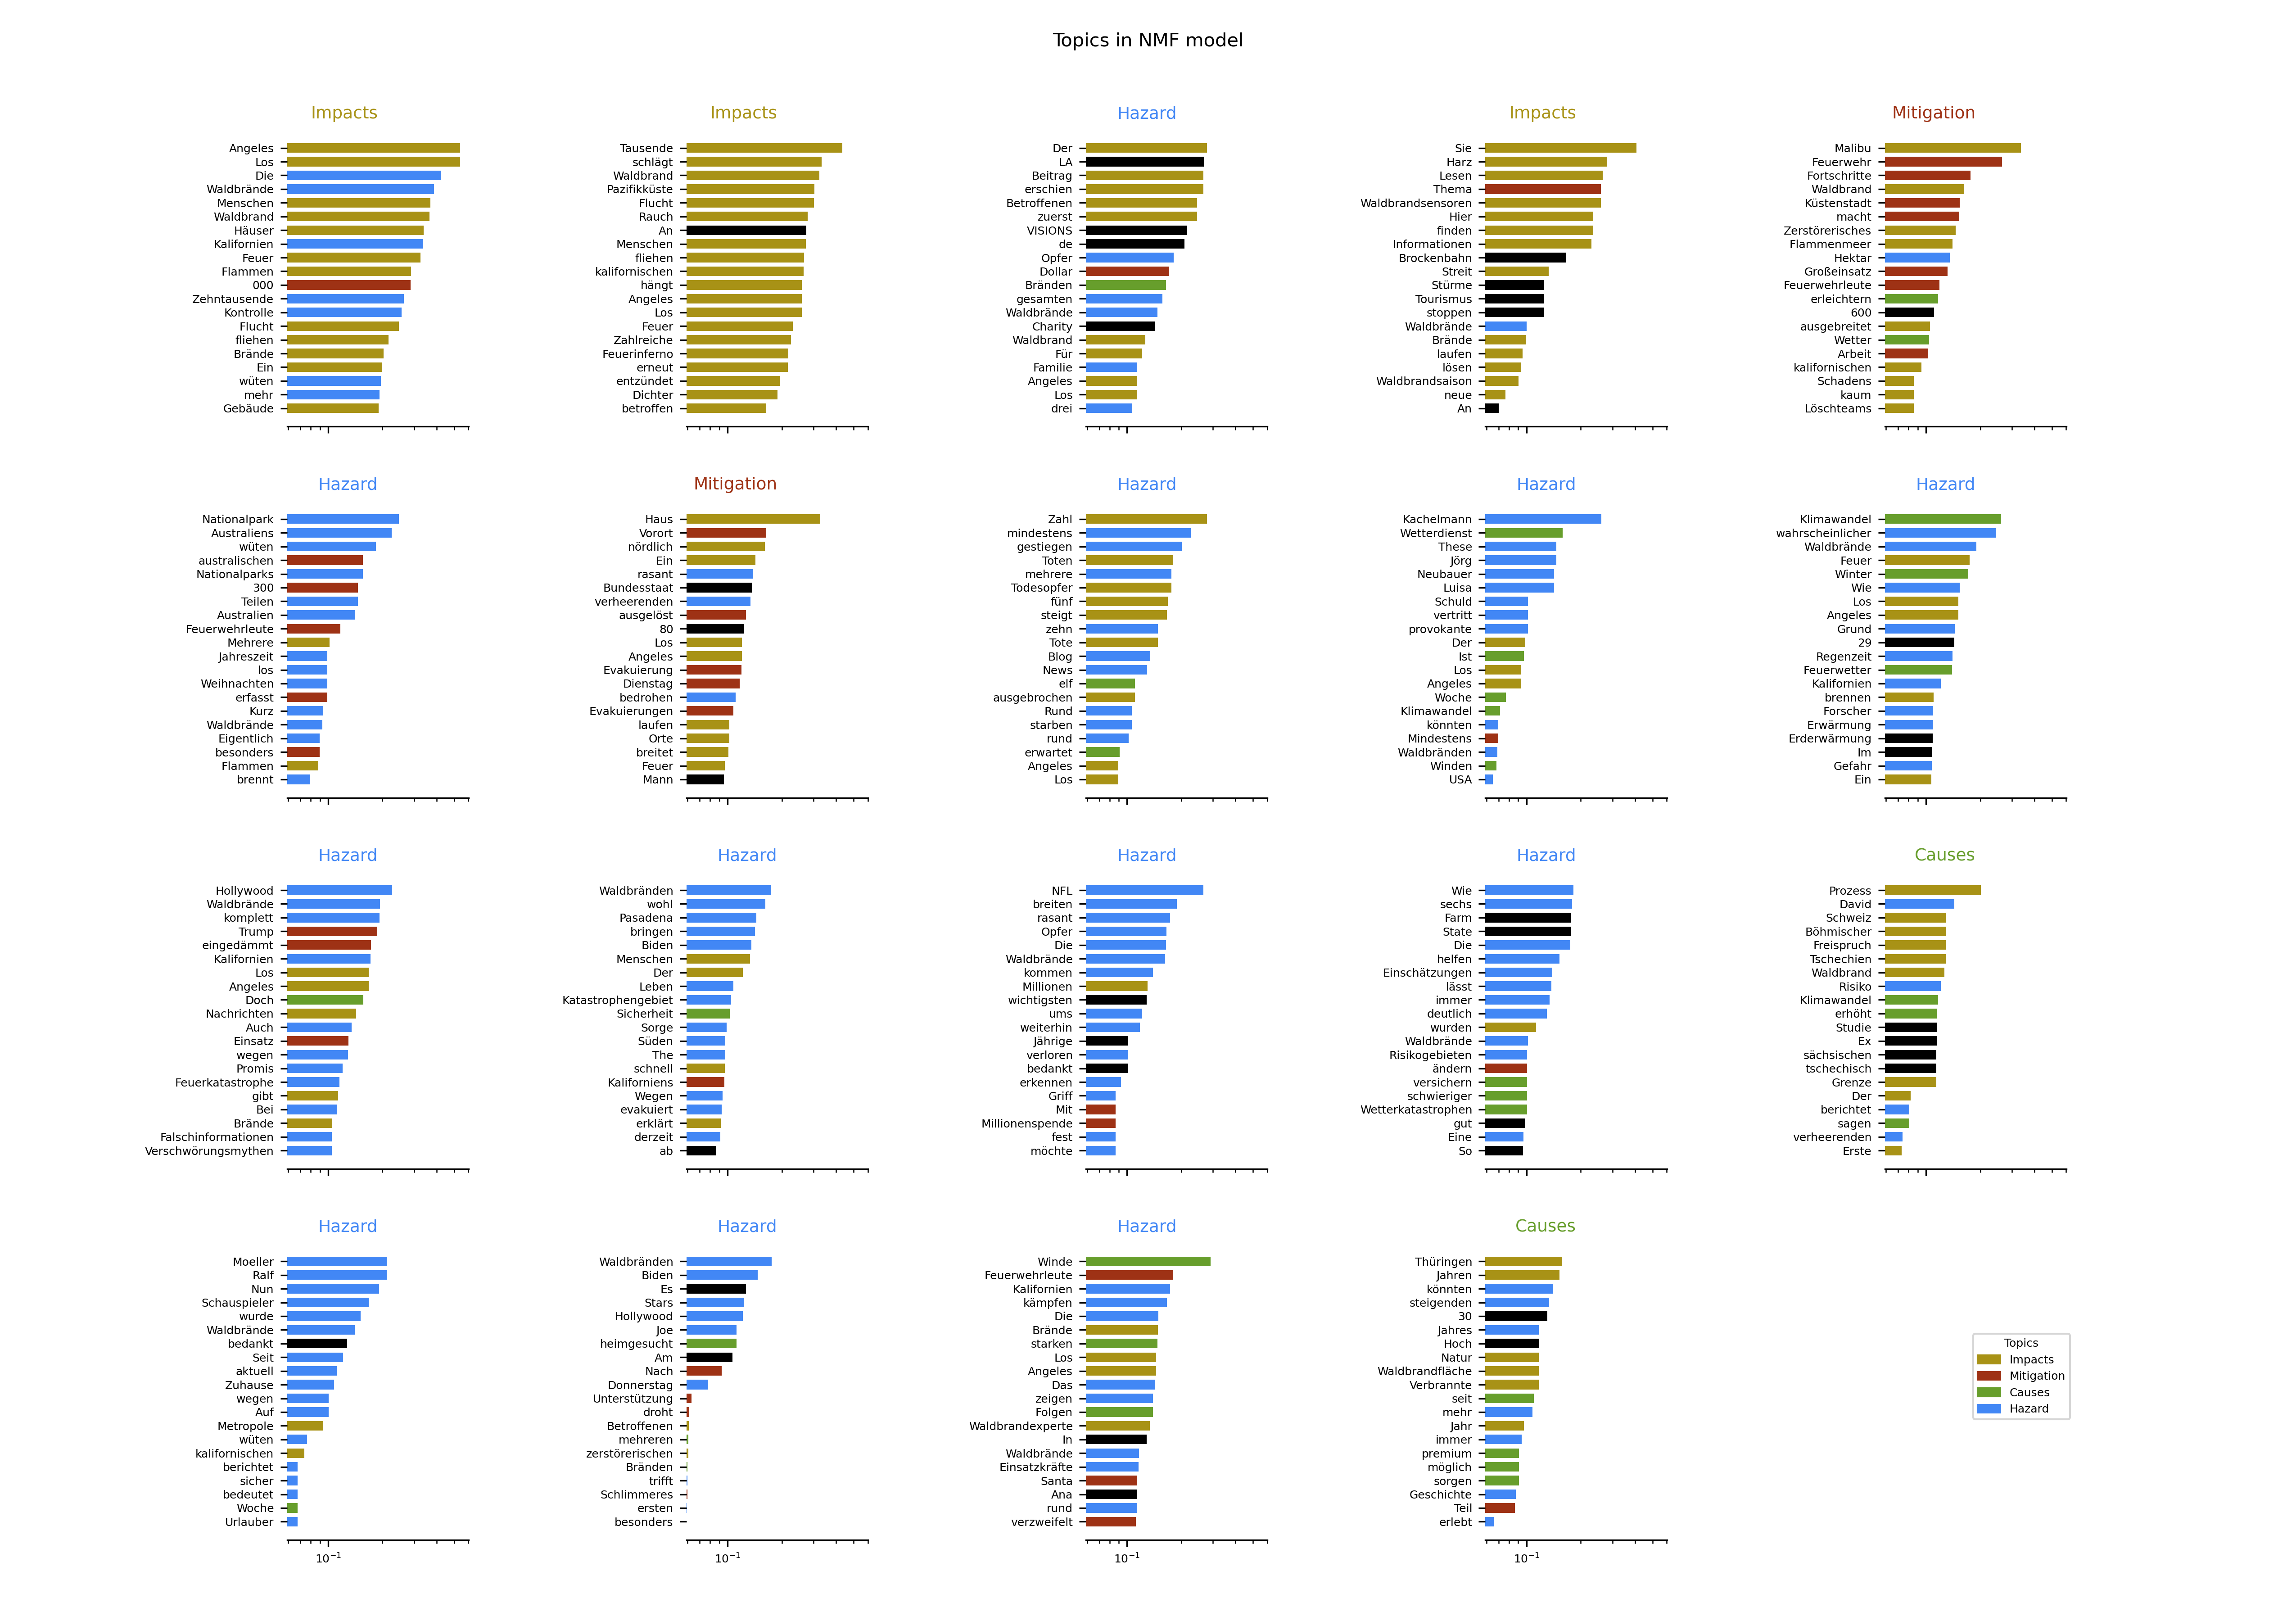 Topics in NMF model
Impacts
Angeles
Los
Die
Waldbrände
Menschen
Waldbrand
Häuser
Kalifornien
Feuer
Flammen
000
Zehntausende
Kontrolle
Flucht
fliehen
Brände
Ein
wüten
mehr
Gebäude
Impacts
Tausende
schlägt
Waldbrand
Pazifikküste
Flucht
Rauch
An
Menschen
fliehen
kalifornischen
hängt
Angeles
Los
Feuer
Zahlreiche
Feuerinferno
erneut
entzündet
Dichter
betroffen
Hazard
Der
LA
Beitrag
erschien
Betroffenen
zuerst
VISIONS
de
Opfer
Dollar
Bränden
gesamten
Waldbrände
Charity
Waldbrand
Für
Familie
Angeles
Los
drei
Impacts
Sie
Harz
Lesen
Thema
Waldbrandsensoren
Hier
finden
Informationen
Brockenbahn
Streit
Stürme
Tourismus
stoppen
Waldbrände
Brände
laufen
lösen
Waldbrandsaison
neue
An
Mitigation
Malibu
Feuerwehr
Fortschritte
Waldbrand
Küstenstadt
macht
Zerstörerisches
Flammenmeer
Hektar
Großeinsatz
Feuerwehrleute
erleichtern
600
ausgebreitet
Wetter
Arbeit
kalifornischen
Schadens
kaum
Löschteams
Hazard
Nationalpark
Australiens
wüten
australischen
Nationalparks
300
Teilen
Australien
Feuerwehrleute
Mehrere
Jahreszeit
los
Weihnachten
erfasst
Kurz
Waldbrände
Eigentlich
besonders
Flammen
brennt
Mitigation
Haus
Vorort
nördlich
Ein
rasant
Bundesstaat
verheerenden
ausgelöst
80
Los
Angeles
Evakuierung
Dienstag
bedrohen
Evakuierungen
laufen
Orte
breitet
Feuer
Mann
Hazard
Zahl
mindestens
gestiegen
Toten
mehrere
Todesopfer
fünf
steigt
zehn
Tote
Blog
News
elf
ausgebrochen
Rund
starben
rund
erwartet
Angeles
Los
Hazard
Kachelmann
Wetterdienst
These
Jörg
Neubauer
Luisa
Schuld
vertritt
provokante
Der
Ist
Los
Angeles
Woche
Klimawandel
könnten
Mindestens
Waldbränden
Winden
USA
Hazard
Klimawandel
wahrscheinlicher
Waldbrände
Feuer
Winter
Wie
Los
Angeles
Grund
29
Regenzeit
Feuerwetter
Kalifornien
brennen
Forscher
Erwärmung
Erderwärmung
Im
Gefahr
Ein
Hazard
Hollywood
Waldbrände
komplett
Trump
eingedämmt
Kalifornien
Los
Angeles
Doch
Nachrichten
Auch
Einsatz
wegen
Promis
Feuerkatastrophe
gibt
Bei
Brände
Falschinformationen
Verschwörungsmythen
Hazard
Waldbränden
wohl
Pasadena
bringen
Biden
Menschen
Der
Leben
Katastrophengebiet
Sicherheit
Sorge
Süden
The
schnell
Kaliforniens
Wegen
evakuiert
erklärt
derzeit
ab
Hazard
NFL
breiten
rasant
Opfer
Die
Waldbrände
kommen
Millionen
wichtigsten
ums
weiterhin
Jährige
verloren
bedankt
erkennen
Griff
Mit
Millionenspende
fest
möchte
Hazard
Wie
sechs
Farm
State
Die
helfen
Einschätzungen
lässt
immer
deutlich
wurden
Waldbrände
Risikogebieten
ändern
versichern
schwieriger
Wetterkatastrophen
gut
Eine
So
Causes
Prozess
David
Schweiz
Böhmischer
Freispruch
Tschechien
Waldbrand
Risiko
Klimawandel
erhöht
Studie
Ex
sächsischen
tschechisch
Grenze
Der
berichtet
sagen
verheerenden
Erste
Hazard
Moeller
Ralf
Nun
Schauspieler
wurde
Waldbrände
bedankt
Seit
aktuell
Zuhause
wegen
Auf
Metropole
wüten
kalifornischen
berichtet
sicher
bedeutet
Woche
Urlauber
10⁻¹
Hazard
Waldbränden
Biden
Es
Stars
Hollywood
Joe
heimgesucht
Am
Nach
Donnerstag
Unterstützung
droht
Betroffenen
mehreren
zerstörerischen
Bränden
trifft
Schlimmeres
ersten
besonders
10⁻¹
Hazard
Winde
Feuerwehrleute
Kalifornien
kämpfen
Die
Brände
starken
Los
Angeles
Das
zeigen
Folgen
Waldbrandexperte
In
Waldbrände
Einsatzkräfte
Santa
Ana
rund
verzweifelt
10⁻¹
Causes
Thüringen
Jahren
könnten
steigenden
30
Jahres
Hoch
Natur
Waldbrandfläche
Verbrannte
seit
mehr
Jahr
immer
premium
möglich
sorgen
Geschichte
Teil
erlebt
10⁻¹
Topics
Impacts
Mitigation
Causes
Hazard